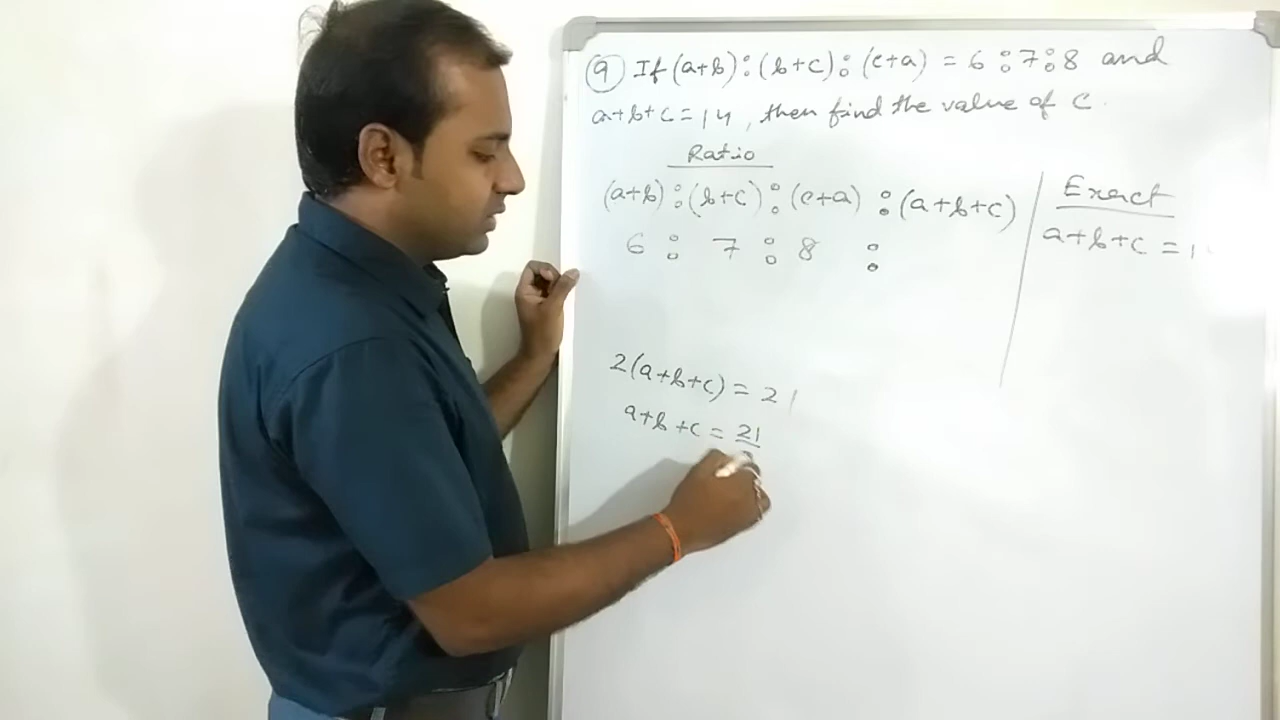 (9) If (a+b):(b+c):(c+a) = 6:7:8 and
a+b+c=14, then find the value of C.
Ratio
(a+b):(b+c):(c+a) :(a+b+c)
6 : 7 : 8 :
Exact
a+b+c = 1
2(a+b+c) = 21
a+b+c = 21